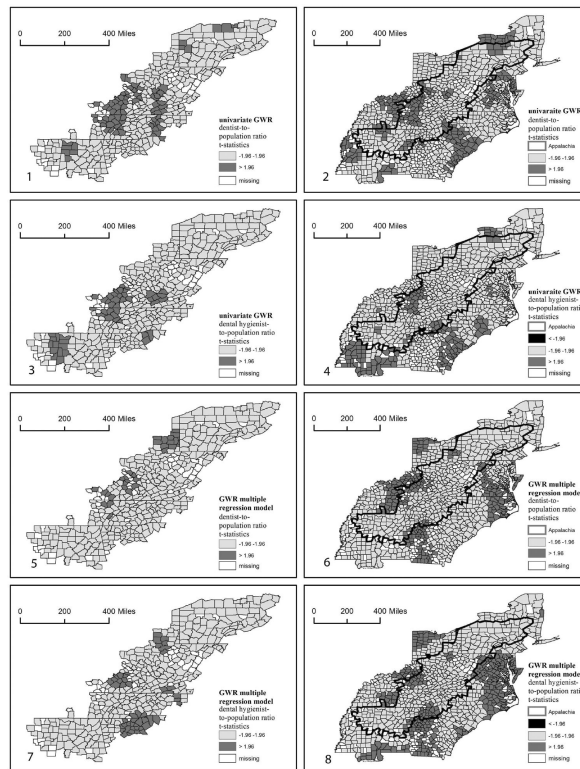 0 200 400 Miles
univariate GWR
dentist-to-
population ratio
t-statistics
-1.96 -1.96
> 1.96
missing
1
0 200 400 Miles
univaraite GWR
dentist-to-
population ratio
t-statistics
Appalachia
-1.96 -1.96
> 1.96
missing
2
0 200 400 Miles
univariate GWR
dental hygienist-
to-population ratio
t-statistics
-1.96 -1.96
> 1.96
missing
3
0 200 400 Miles
univaraite GWR
dental hygienist-
to-population ratio
t-statistics
Appalachia
< -1.96
-1.96 -1.96
> 1.96
missing
4
0 200 400 Miles
GWR multiple
regression model
dentist-to-
population ratio
t-statistics
-1.96 -1.96
> 1.96
missing
5
0 200 400 Miles
GWR multiple
regression model
dentist-to-
population ratio
t-statistics
Appalachia
-1.96 -1.96
> 1.96
missing
6
0 200 400 Miles
GWR multiple
regression model
dental hygienist-
to-population ratio
t-statistics
-1.96 -1.96
> 1.96
missing
7
0 200 400 Miles
GWR multiple
regression model
dental hygienist-
to-population ratio
t-statistics
Appalachia
< -1.96
-1.96 -1.96
> 1.96
missing
8